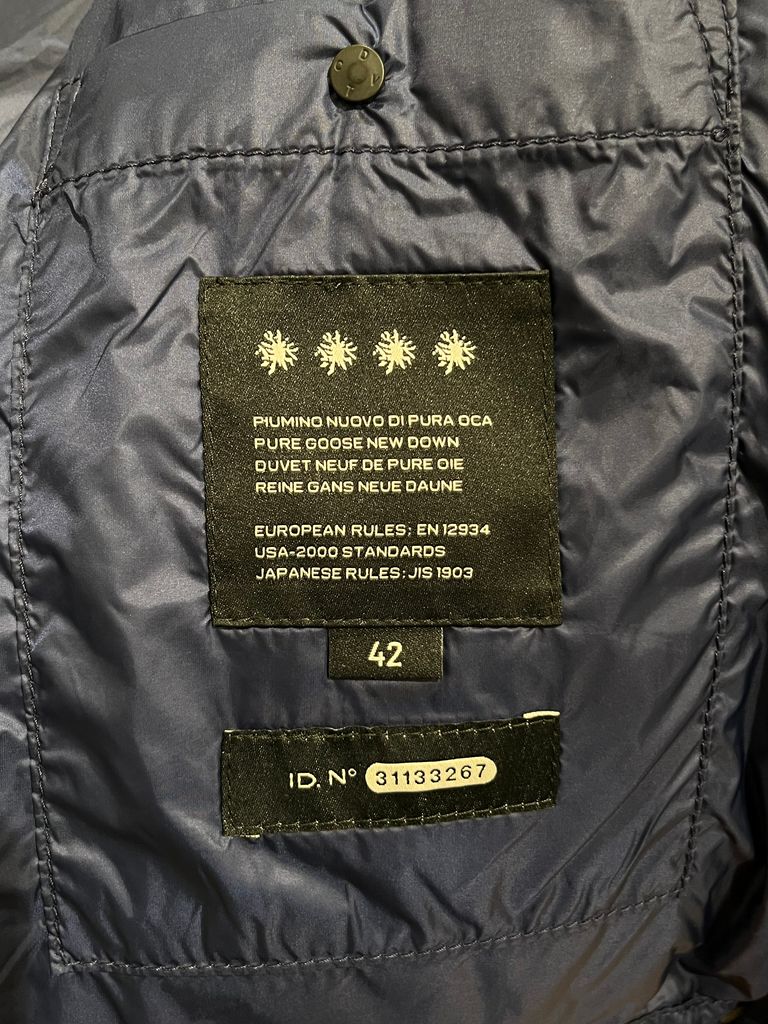 DVTC
PIUMINO NUOVO DI PURA OCA
PURE GOOSE NEW DOWN
DUVET NEUF DE PURE OIE
REINE GANS NEUE DAUNE
EUROPEAN RULES: EN 12934
USA-2000 STANDARDS
JAPANESE RULES: JIS 1903
42
ID. N° 31133267